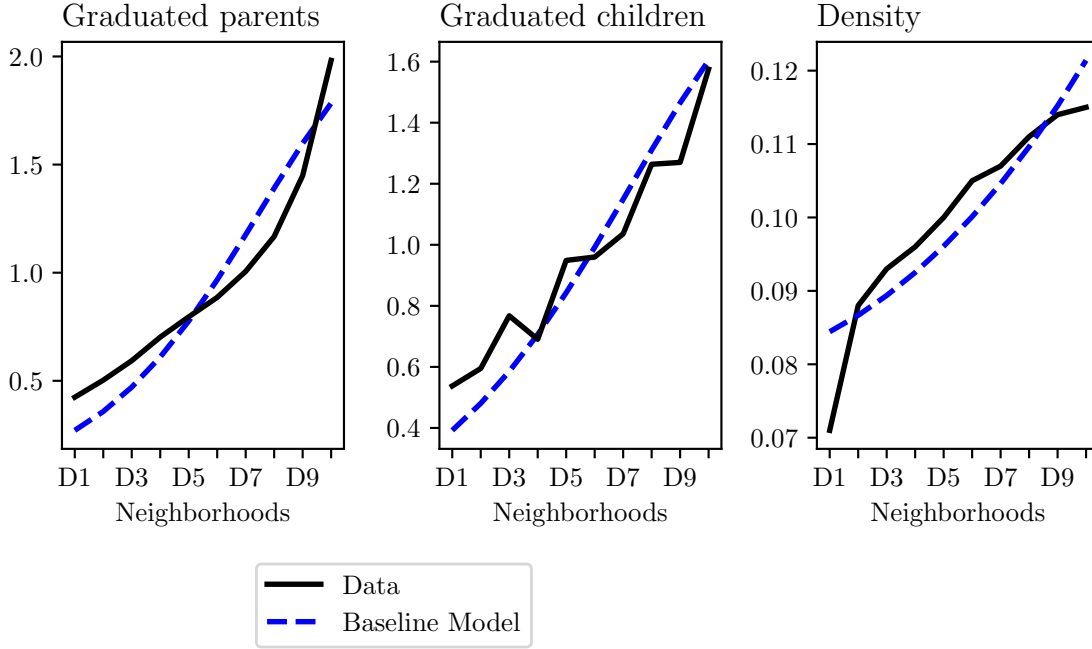 Graduated parents
2.0
1.5
1.0
0.5
D1 D3 D5 D7 D9
Neighborhoods
Graduated children
1.6
1.4
1.2
1.0
0.8
0.6
0.4
D1 D3 D5 D7 D9
Neighborhoods
Density
0.12
0.11
0.10
0.09
0.08
0.07
D1 D3 D5 D7 D9
Neighborhoods
Data
Baseline Model